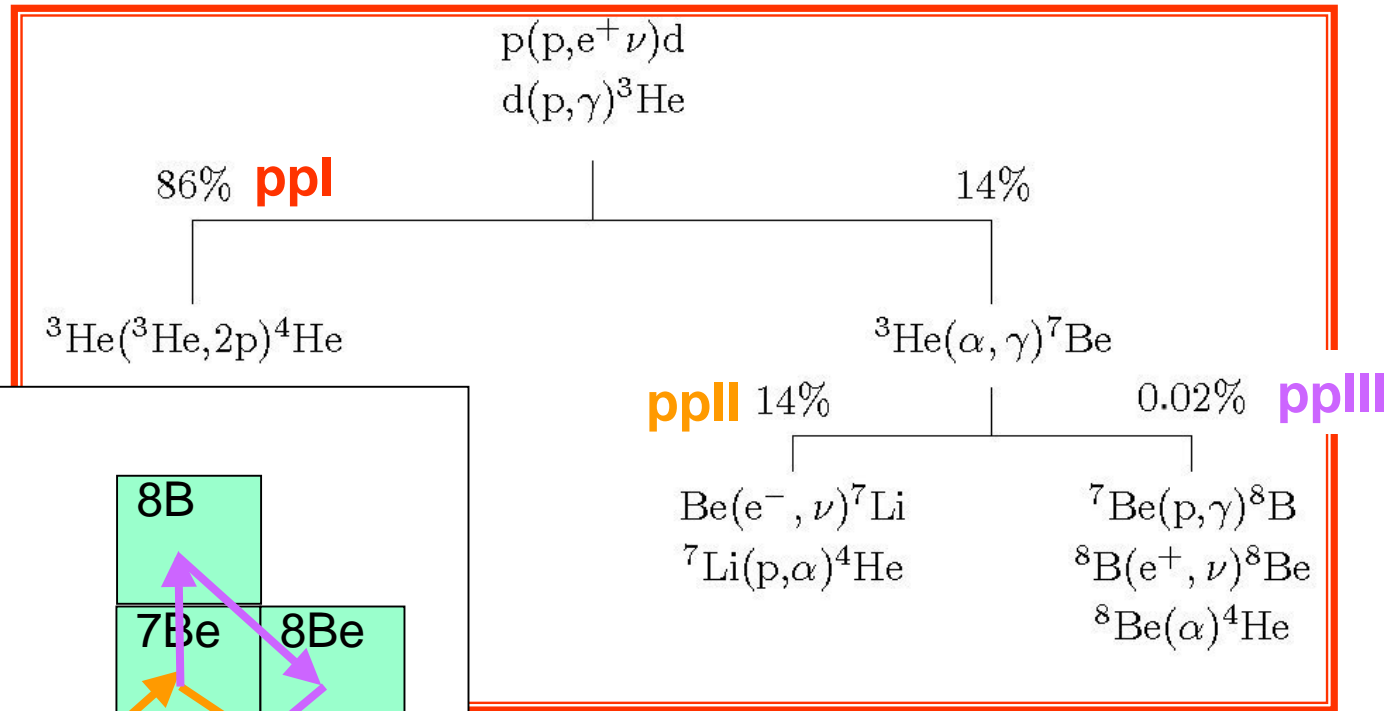 p(p,e⁺ν)d
d(p,γ)³He
86% ppI
14%
³He(³He,2p)⁴He
³He(α,γ)⁷Be
ppII 14%
0.02% ppIII
Be(e⁻,ν)⁷Li
⁷Li(p,α)⁴He
⁷Be(p,γ)⁸B
⁸B(e⁺,ν)⁸Be
⁸Be(α)⁴He
8B
7Be
8Be